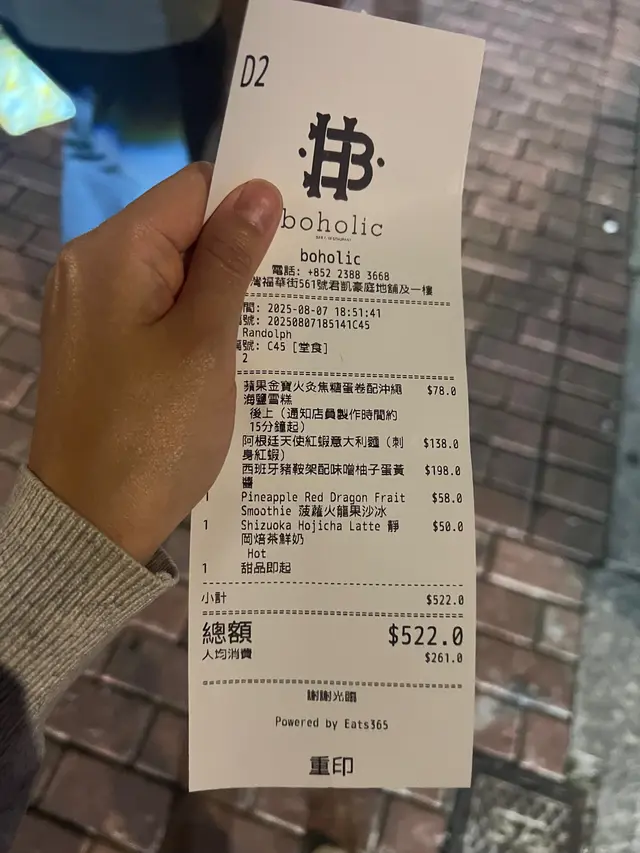 D2
HB
boholic
BAR & RESTAURANT
boholic
電話: +852 2388 3668
灣福華街561號君凱豪庭地舖及一樓
間: 2025-08-07 18:51:41
號: 20250807185141C45
Randolph
號: C45 [堂食]
2
蘋果金寶火灸焦糖蛋卷配沖繩 $78.0
海鹽雪糕
後上 (通知店員製作時間約
15分鐘起)
阿根廷天使紅蝦意大利麵 (刺 $138.0
身紅蝦)
西班牙豬鞍架配味噌柚子蛋黃 $198.0
醬
1 Pineapple Red Dragon Frait $58.0
Smoothie 菠蘿火龍果沙冰
1 Shizuoka Hojicha Latte 靜 $50.0
岡焙茶鮮奶
Hot
1 甜品即起
小計 $522.0
總額 $522.0
人均消費 $261.0
謝謝光臨
Powered by Eats365
重印